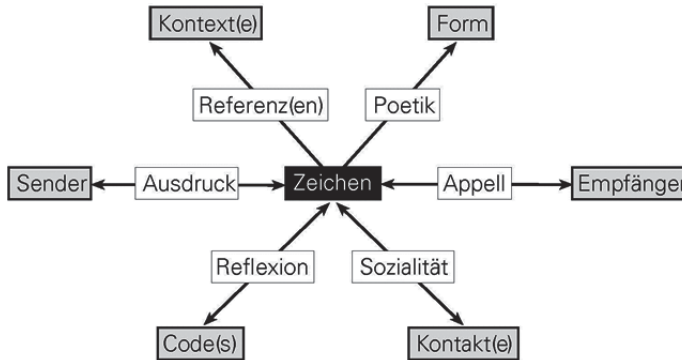 Kontext(e)
Form
Referenz(en)
Poetik
Sender
Ausdruck
Zeichen
Appell
Empfänger
Reflexion
Sozialität
Code(s)
Kontakt(e)